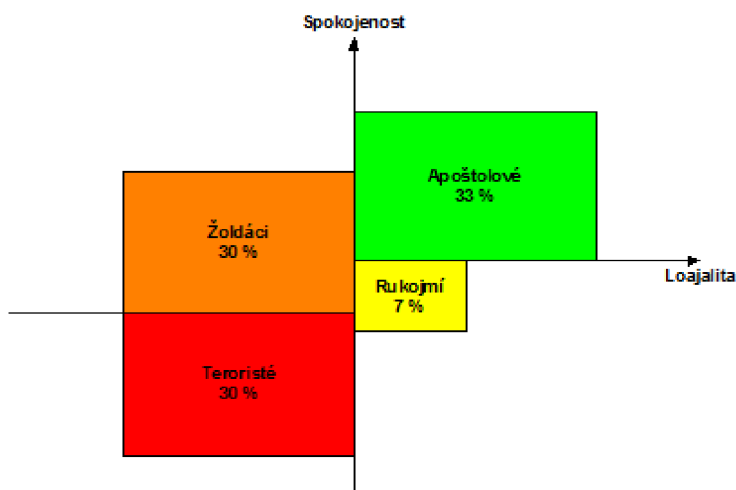 Spokojenost
Apoštolové
33 %
Žoldáci
30 %
Loajalita
Rukojmí
7 %
Teroristé
30 %